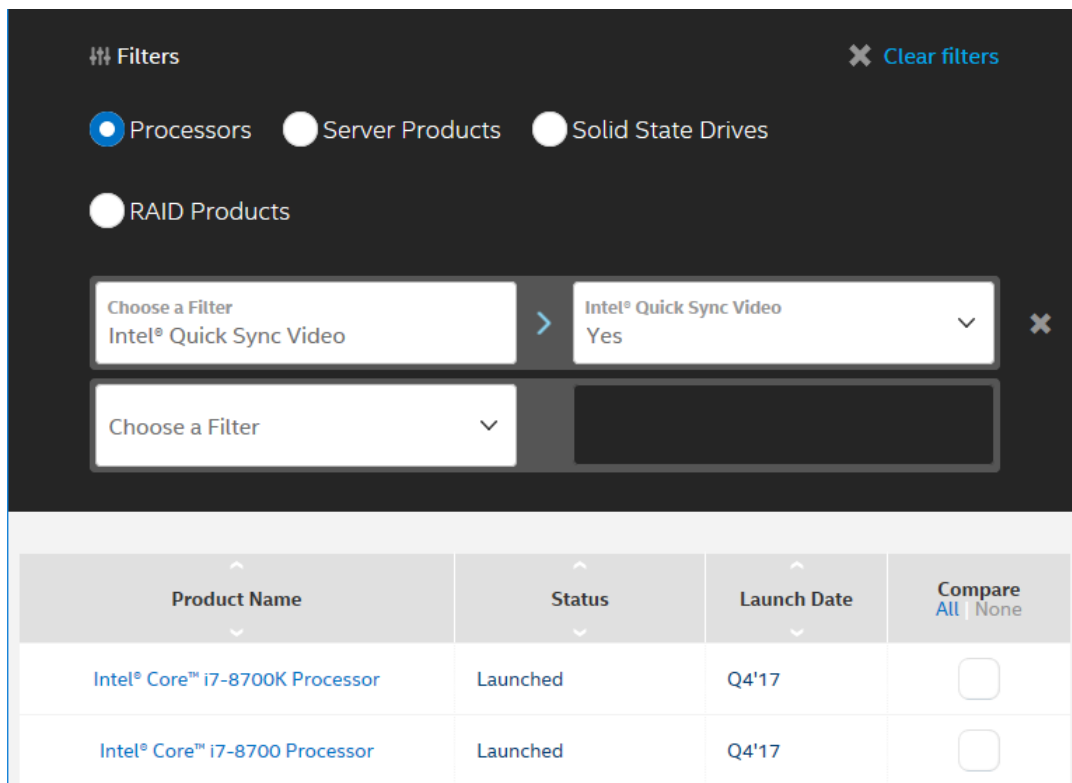 Filters
Clear filters
Processors Server Products Solid State Drives
RAID Products
Choose a Filter Intel® Quick Sync Video
Intel® Quick Sync Video Yes
Choose a Filter
Product Name Status Launch Date Compare
All | None
Intel® Core™ i7-8700K Processor Launched Q4'17
Intel® Core™ i7-8700 Processor Launched Q4'17